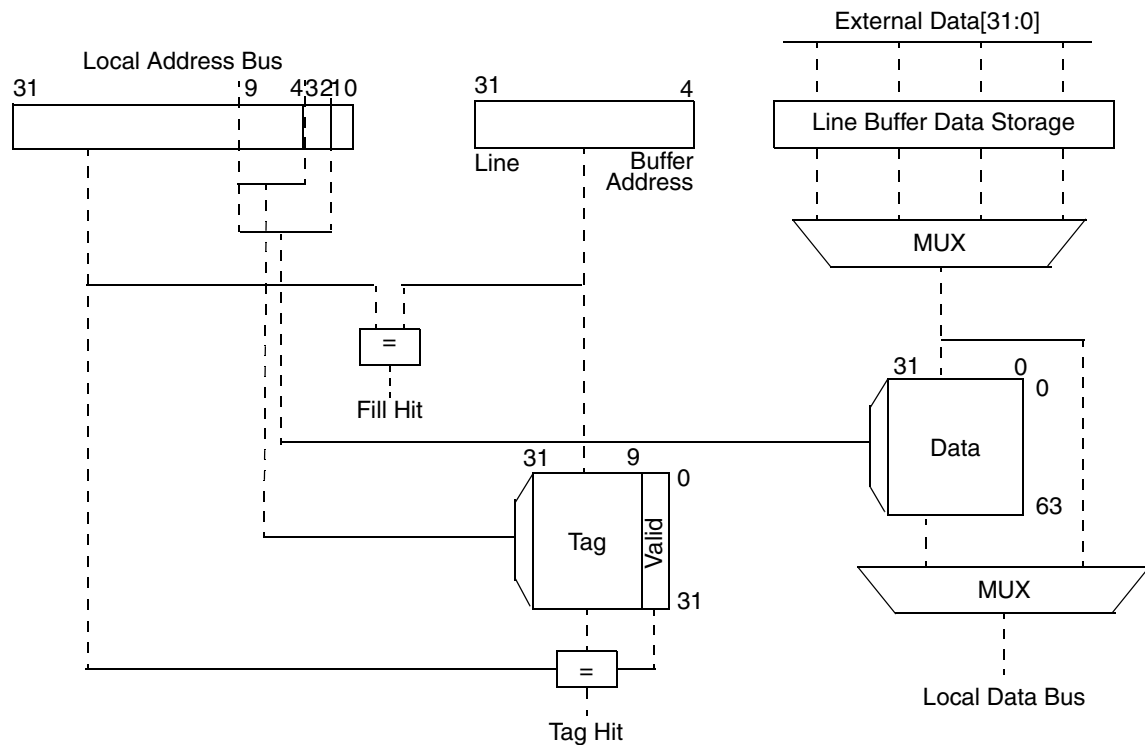 External Data[31:0]
Local Address Bus
31 9 4 3 2 1 0
31 4
Line Buffer Data Storage
Line Buffer
Address
MUX
=
Fill Hit
31 0
0
Data
63
31 9
0
Tag Valid
31
MUX
=
Local Data Bus
Tag Hit